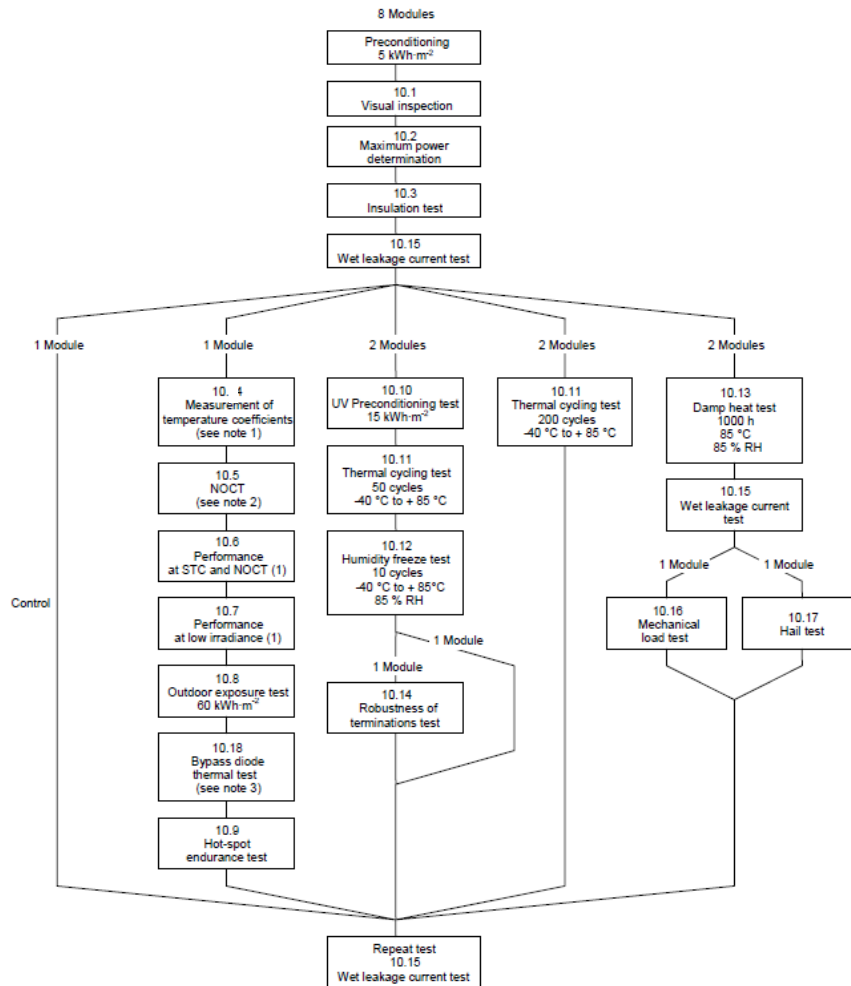 8 Modules
Preconditioning
5 kWh·m⁻²
10.1
Visual inspection
10.2
Maximum power
determination
10.3
Insulation test
10.15
Wet leakage current test
1 Module
1 Module
2 Modules
2 Modules
2 Modules
Control
10.4
Measurement of
temperature coefficients
(see note 1)
10.5
NOCT
(see note 2)
10.6
Performance
at STC and NOCT (1)
10.7
Performance
at low irradiance (1)
10.8
Outdoor exposure test
60 kWh·m⁻²
10.18
Bypass diode
thermal test
(see note 3)
10.9
Hot-spot
endurance test
10.10
UV Preconditioning test
15 kWh·m⁻²
10.11
Thermal cycling test
50 cycles
-40 °C to + 85 °C
10.12
Humidity freeze test
10 cycles
-40 °C to + 85°C
85 % RH
1 Module
1 Module
10.14
Robustness of
terminations test
10.11
Thermal cycling test
200 cycles
-40 °C to + 85 °C
10.13
Damp heat test
1000 h
85 °C
85 % RH
10.15
Wet leakage current
test
1 Module
1 Module
10.16
Mechanical
load test
10.17
Hail test
Repeat test
10.15
Wet leakage current test